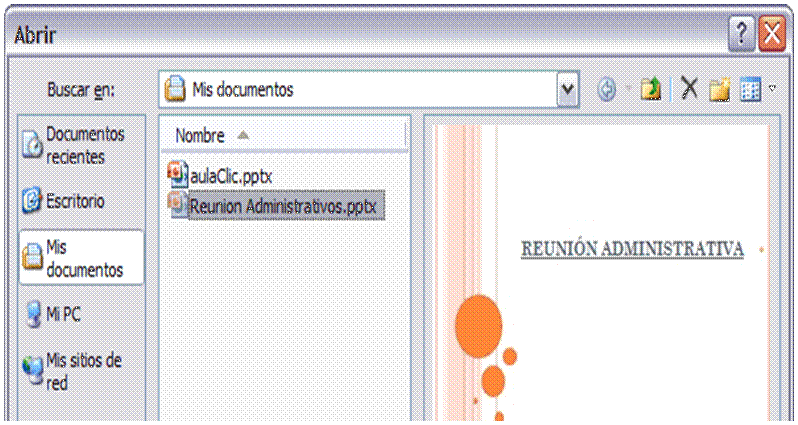 Abrir
Buscar en:
Mis documentos
Documentos
recientes
Escritorio
Mis
documentos
Mi PC
Mis sitios de
red
Nombre
aulaClic.pptx
Reunion Administrativos.pptx
REUNIÓN ADMINISTRATIVA